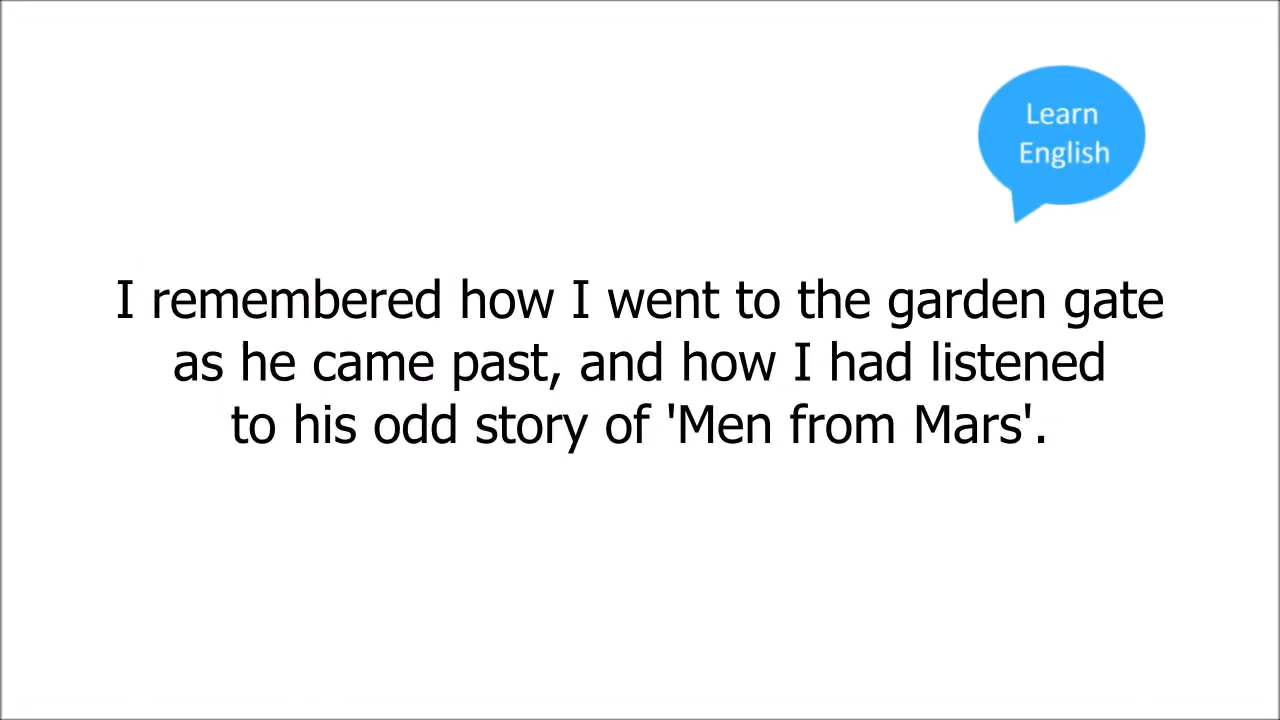 Learn
English
I remembered how I went to the garden gate
as he came past, and how I had listened
to his odd story of 'Men from Mars'.